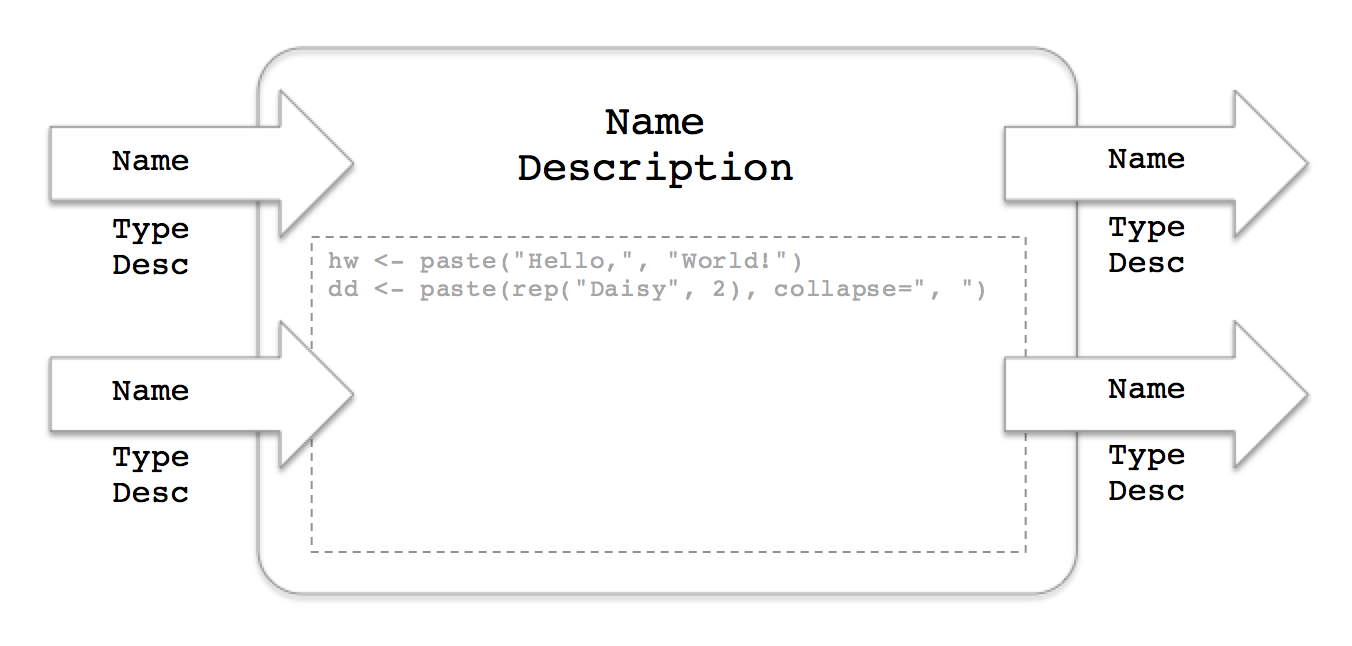 Name
Description
Name
Type
Desc
Name
Type
Desc
hw <- paste("Hello,", "World!")
dd <- paste(rep("Daisy", 2), collapse=", ")
Name
Type
Desc
Name
Type
Desc